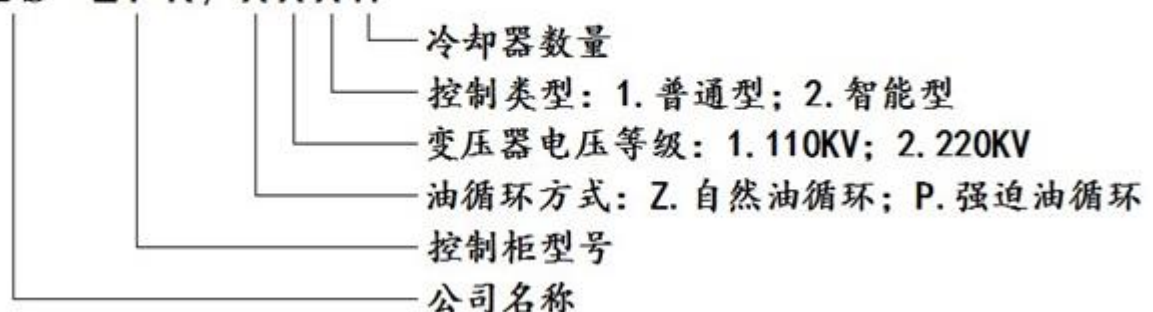 冷却器数量
控制类型：1.普通型；2.智能型
变压器电压等级：1.110KV；2.220KV
油循环方式：Z.自然油循环；P.强迫油循环
控制柜型号
公司名称